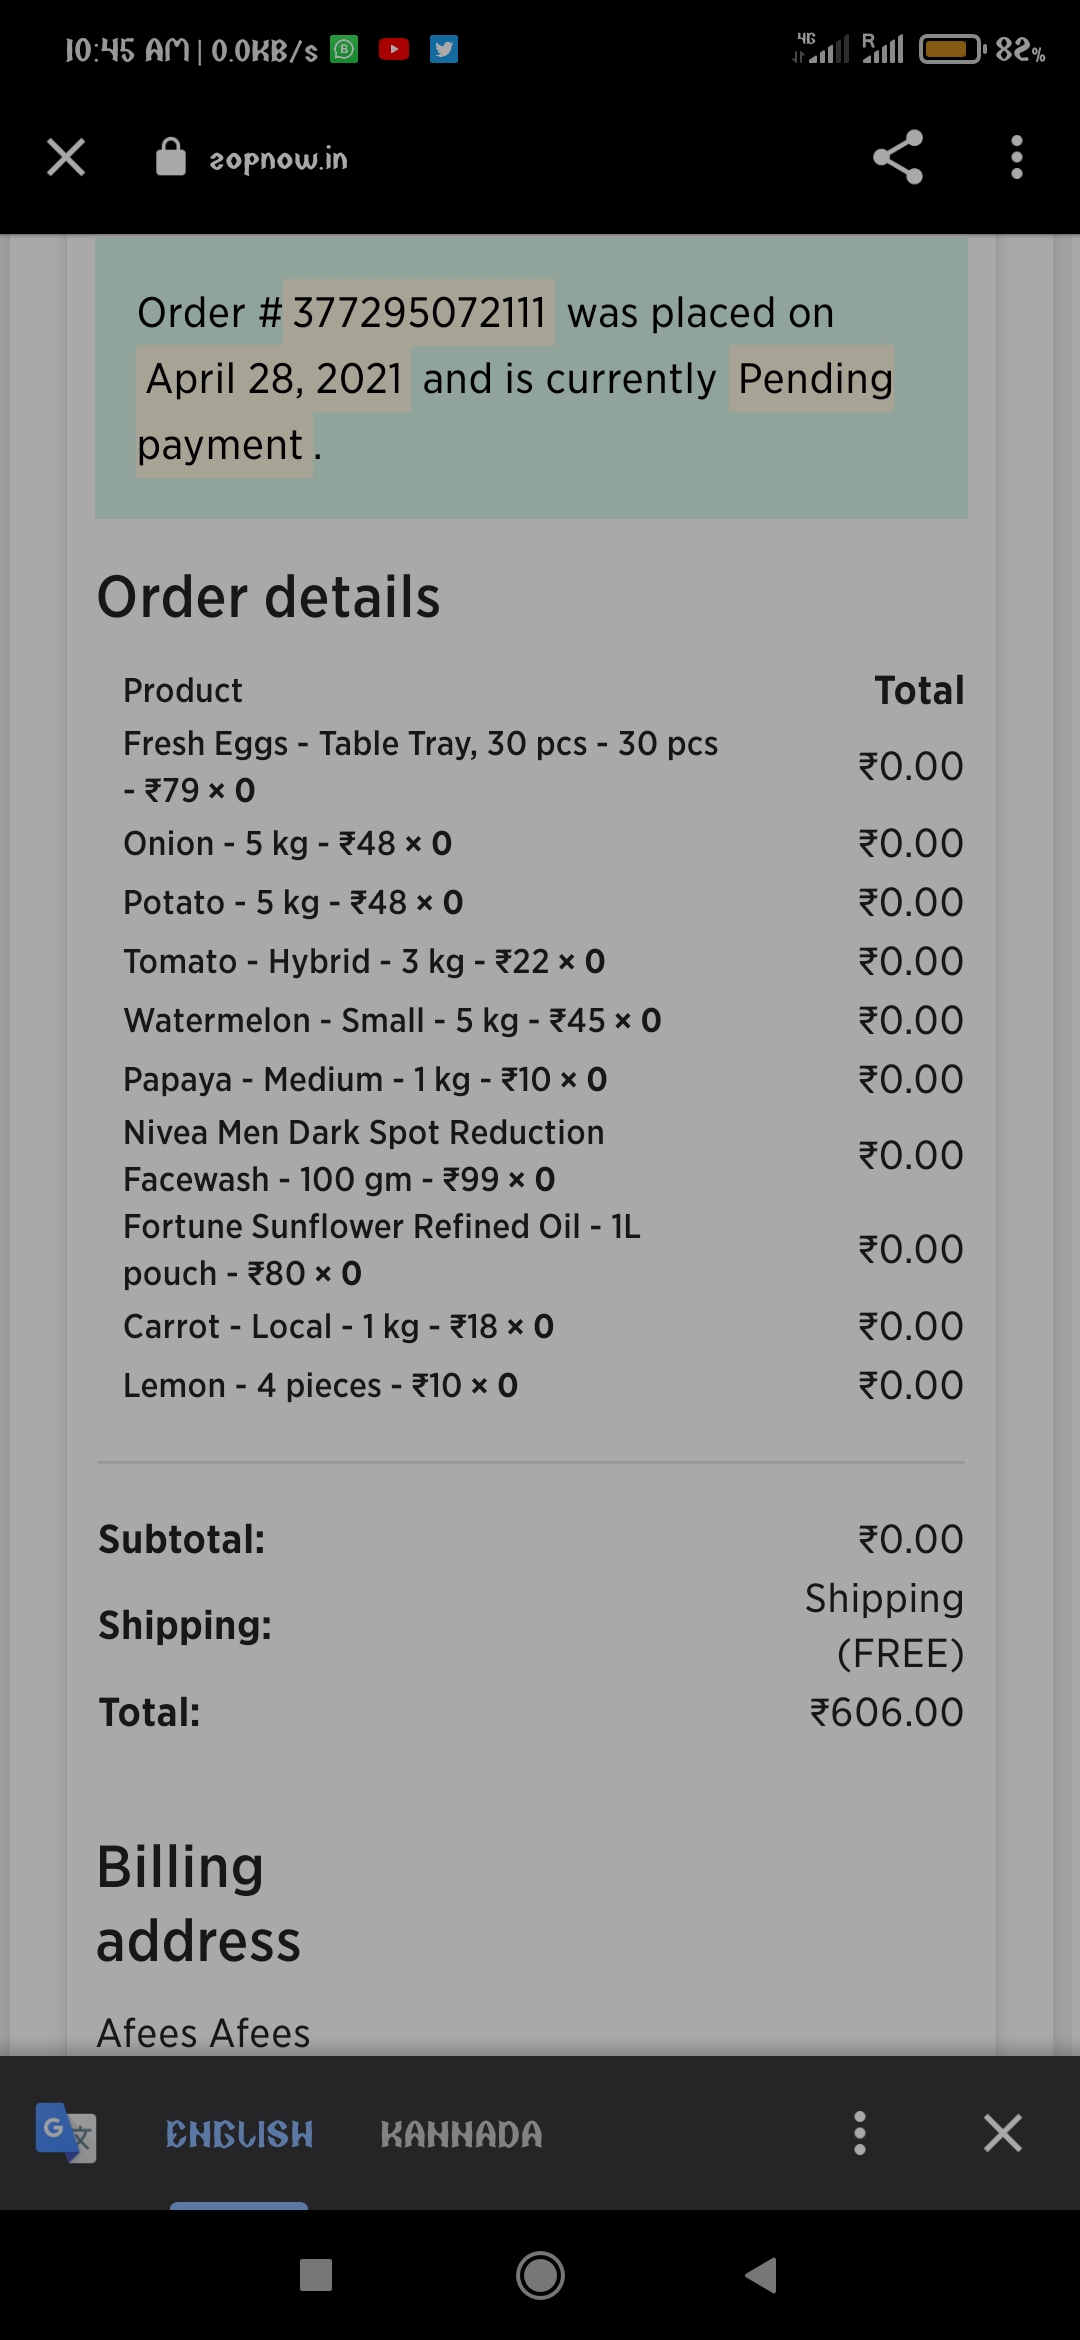 10:45 AM | 0.0KB/s
4G
R
82%
zopnow.in
Order # 377295072111 was placed on
April 28, 2021 and is currently Pending
payment .
Order details
Product Total
Fresh Eggs - Table Tray, 30 pcs - 30 pcs
- ₹79 × 0 ₹0.00
Onion - 5 kg - ₹48 × 0 ₹0.00
Potato - 5 kg - ₹48 × 0 ₹0.00
Tomato - Hybrid - 3 kg - ₹22 × 0 ₹0.00
Watermelon - Small - 5 kg - ₹45 × 0 ₹0.00
Papaya - Medium - 1 kg - ₹10 × 0 ₹0.00
Nivea Men Dark Spot Reduction
Facewash - 100 gm - ₹99 × 0 ₹0.00
Fortune Sunflower Refined Oil - 1L
pouch - ₹80 × 0 ₹0.00
Carrot - Local - 1 kg - ₹18 × 0 ₹0.00
Lemon - 4 pieces - ₹10 × 0 ₹0.00
Subtotal: ₹0.00
Shipping: Shipping
(FREE)
Total: ₹606.00
Billing
address
Afees Afees
G 文 ENGLISH KANNADA